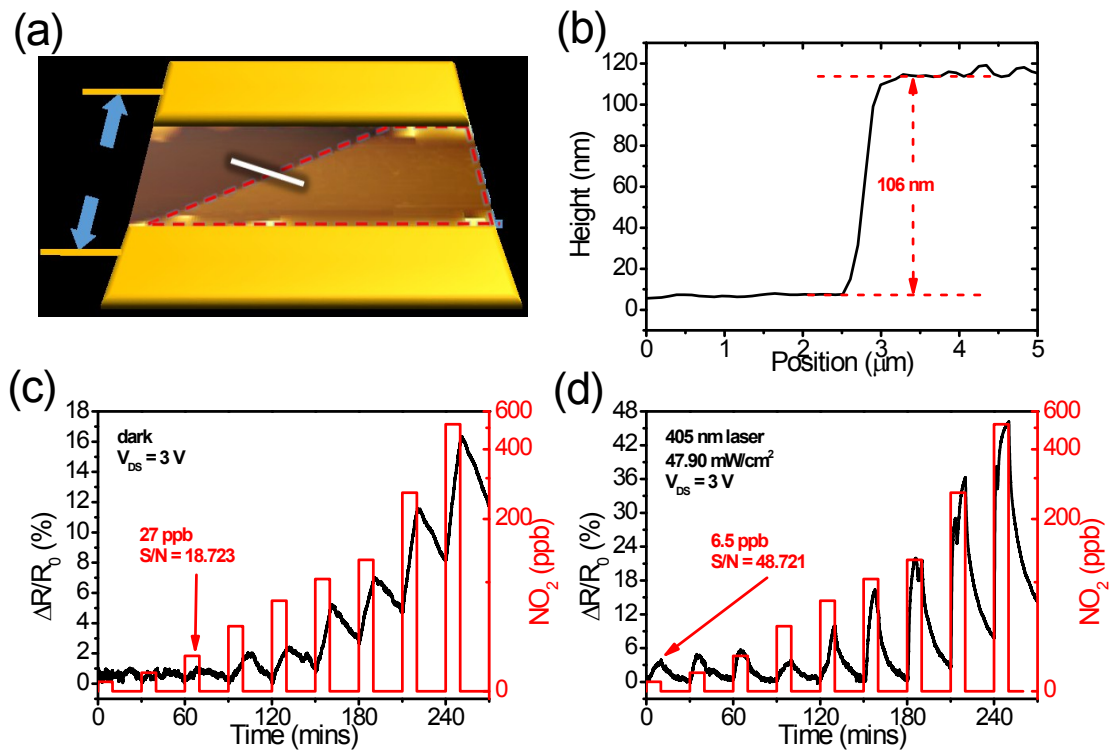 (a)
(b)
120
100
80
60
40
20
0
Height (nm)
106 nm
0 1 2 3 4 5
Position (μm)
(c)
18
16
14
12
10
8
6
4
2
0
ΔR/R₀ (%)
dark
V_DS = 3 V
27 ppb
S/N = 18.723
600
400
200
0
NO₂ (ppb)
0 60 120 180 240
Time (mins)
(d)
48
42
36
30
24
18
12
6
0
ΔR/R₀ (%)
405 nm laser
47.90 mW/cm²
V_DS = 3 V
6.5 ppb
S/N = 48.721
600
400
200
0
NO₂ (ppb)
0 60 120 180 240
Time (mins)